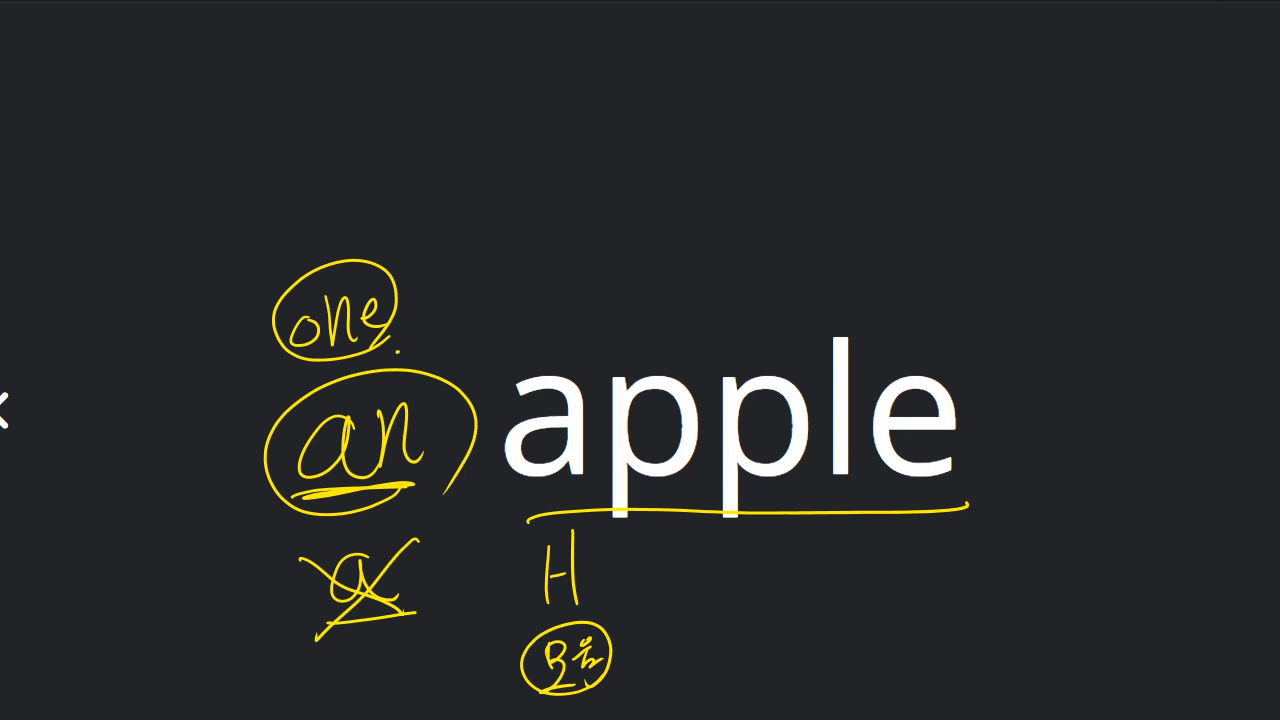 one.
an apple
a ㅐ
모음